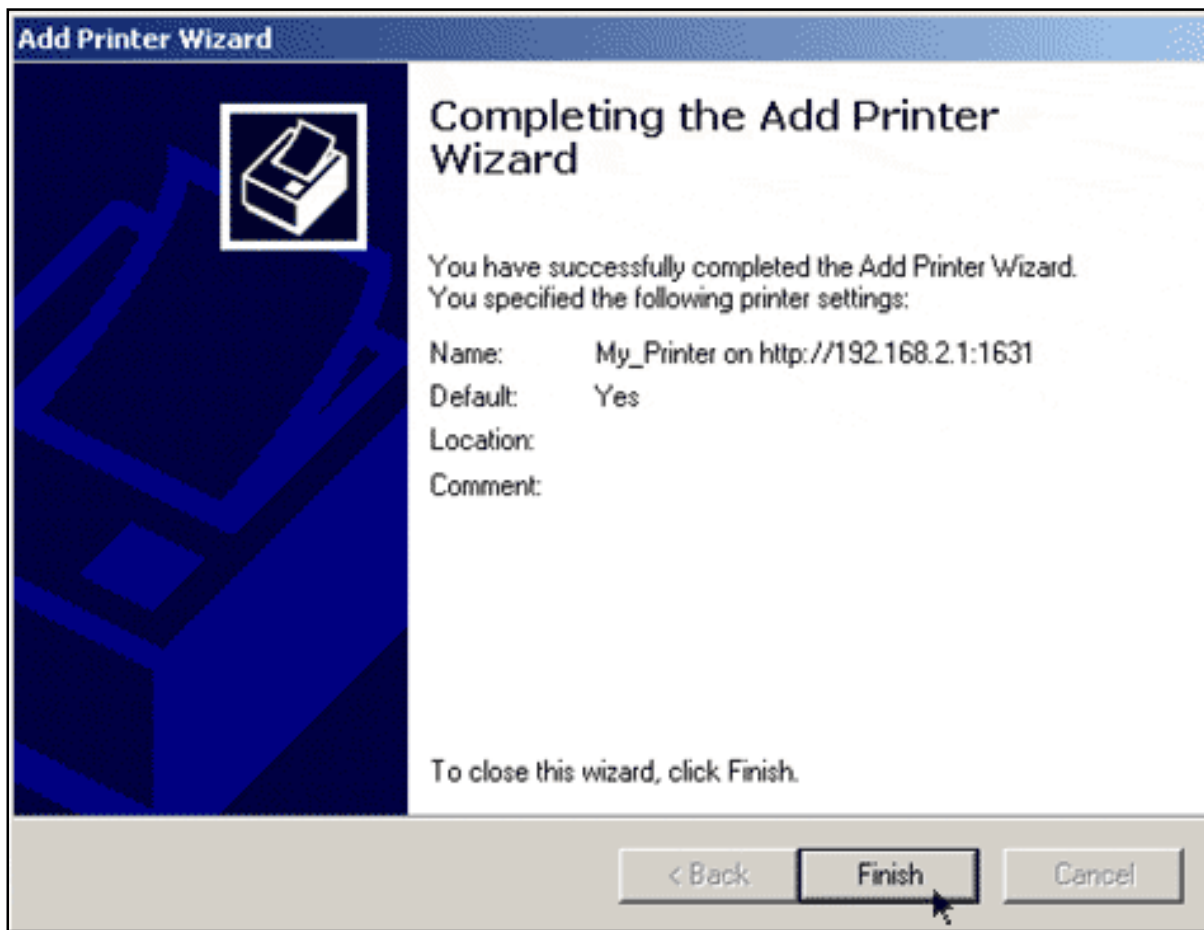 Add Printer Wizard
Completing the Add Printer
Wizard
You have successfully completed the Add Printer Wizard.
You specified the following printer settings:
Name: My_Printer on http://192.168.2.1:1631
Default: Yes
Location:
Comment:
To close this wizard, click Finish.
< Back Finish Cancel